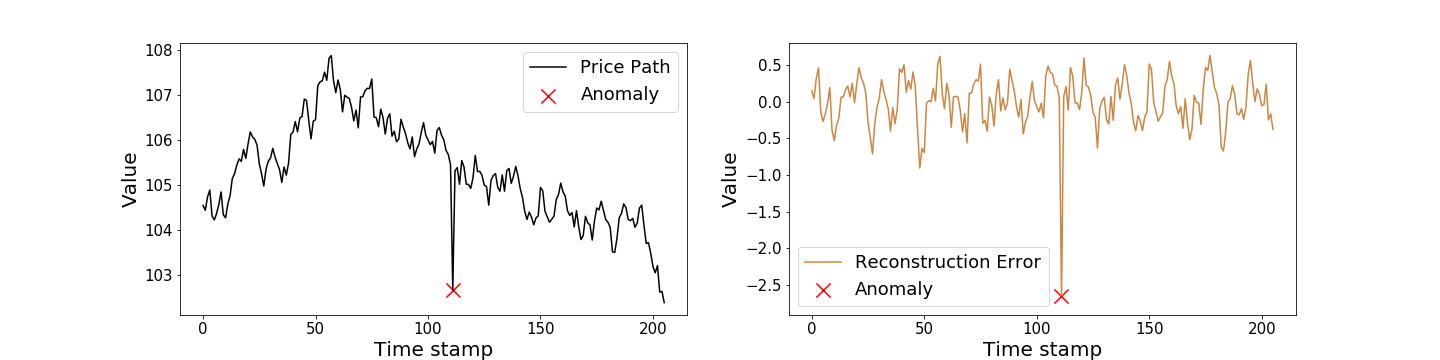 108
107
106
105
104
103
0
50
100
150
200
Value
Time stamp
Price Path
Anomaly
0.5
0.0
−0.5
−1.0
−1.5
−2.0
−2.5
0
50
100
150
200
Value
Time stamp
Reconstruction Error
Anomaly